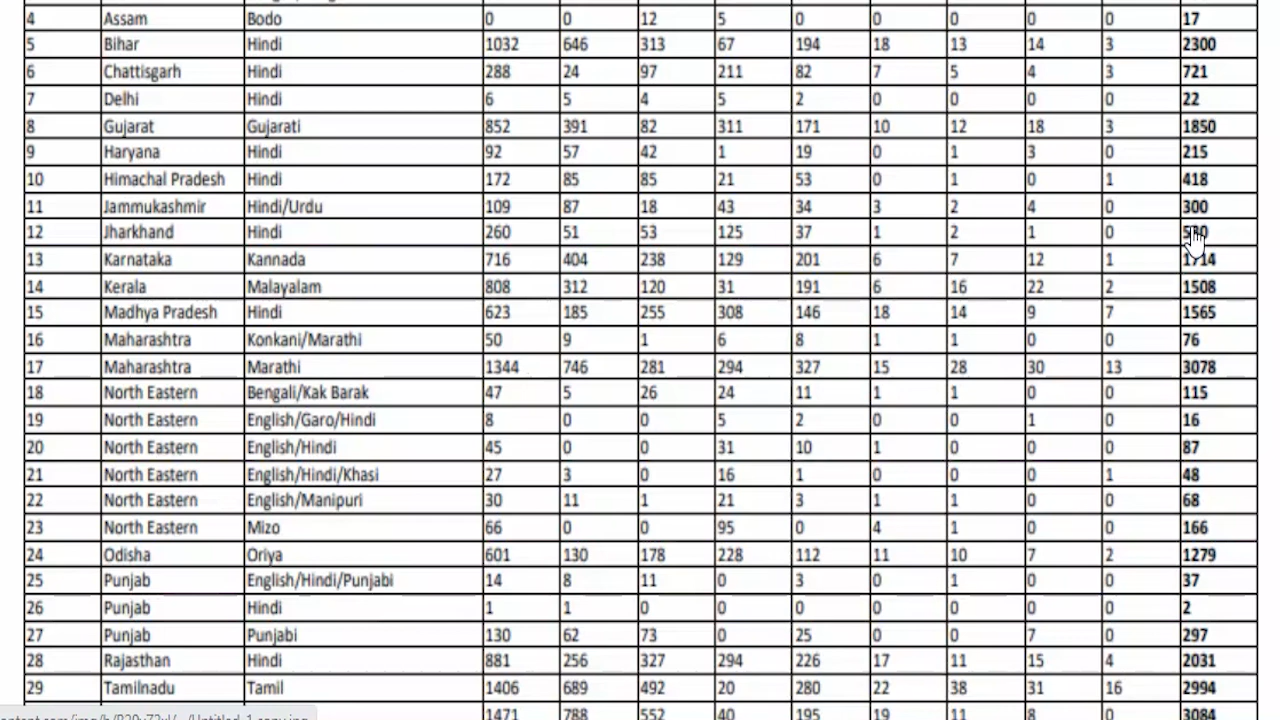 4 Assam Bodo 0 0 12 5 0 0 0 0 0 17
5 Bihar Hindi 1032 646 313 67 194 18 13 14 3 2300
6 Chattisgarh Hindi 288 24 97 211 82 7 5 4 3 721
7 Delhi Hindi 6 5 4 5 2 0 0 0 0 22
8 Gujarat Gujarati 852 391 82 311 171 10 12 18 3 1850
9 Haryana Hindi 92 57 42 1 19 0 1 3 0 215
10 Himachal Pradesh Hindi 172 85 85 21 53 0 1 0 1 418
11 Jammukashmir Hindi/Urdu 109 87 18 43 34 3 2 4 0 300
12 Jharkhand Hindi 260 51 53 125 37 1 2 1 0 530
13 Karnataka Kannada 716 404 238 129 201 6 7 12 1 1714
14 Kerala Malayalam 808 312 120 31 191 6 16 22 2 1508
15 Madhya Pradesh Hindi 623 185 255 308 146 18 14 9 7 1565
16 Maharashtra Konkani/Marathi 50 9 1 6 8 1 1 0 0 76
17 Maharashtra Marathi 1344 746 281 294 327 15 28 30 13 3078
18 North Eastern Bengali/Kak Barak 47 5 26 24 11 1 1 0 0 115
19 North Eastern English/Garo/Hindi 8 0 0 5 2 0 0 1 0 16
20 North Eastern English/Hindi 45 0 0 31 10 1 0 0 0 87
21 North Eastern English/Hindi/Khasi 27 3 0 16 1 0 0 0 1 48
22 North Eastern English/Manipuri 30 11 1 21 3 1 1 0 0 68
23 North Eastern Mizo 66 0 0 95 0 4 1 0 0 166
24 Odisha Oriya 601 130 178 228 112 11 10 7 2 1279
25 Punjab English/Hindi/Punjabi 14 8 11 0 3 0 1 0 0 37
26 Punjab Hindi 1 1 0 0 0 0 0 0 0 2
27 Punjab Punjabi 130 62 73 0 25 0 0 7 0 297
28 Rajasthan Hindi 881 256 327 294 226 17 11 15 4 2031
29 Tamilnadu Tamil 1406 689 492 20 280 22 38 31 16 2994
1471 788 552 40 195 19 11 8 0 3084